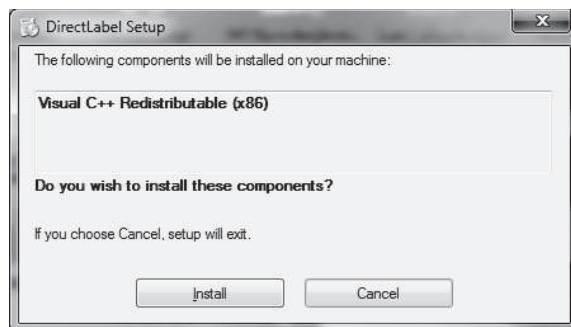 DirectLabel Setup
The following components will be installed on your machine:
Visual C++ Redistributable (x86)
Do you wish to install these components?
If you choose Cancel, setup will exit.
Install
Cancel